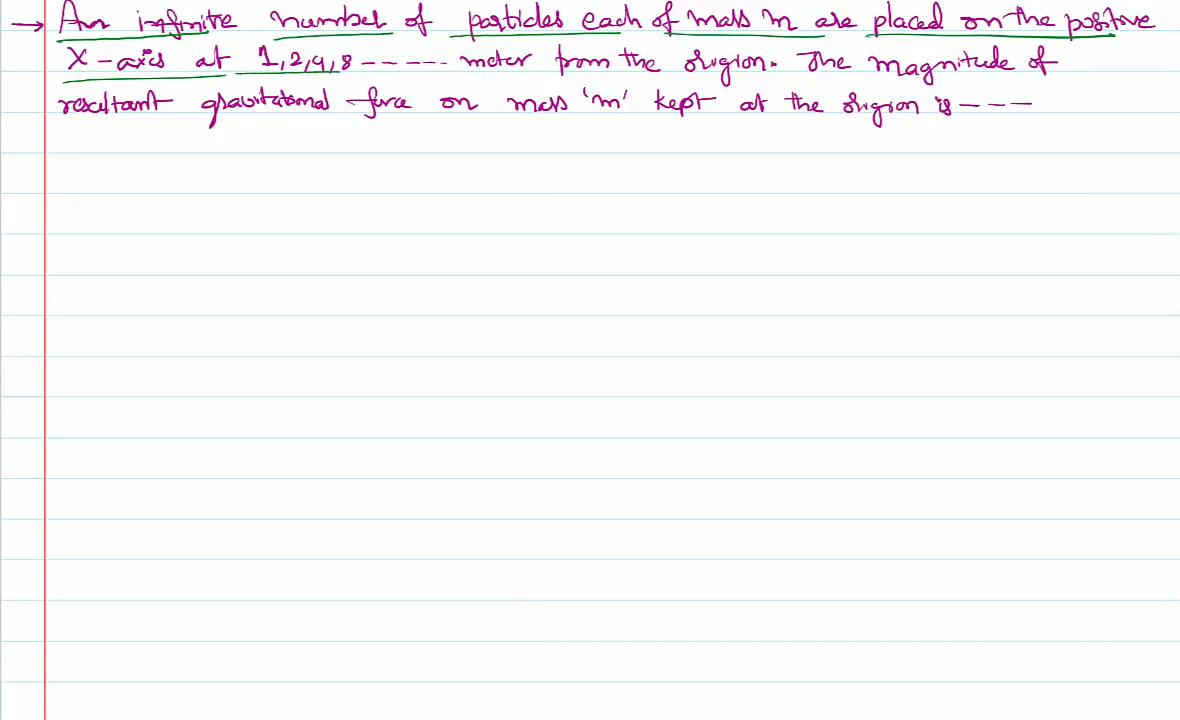 → An infinite number of particles each of mass m are placed on the positive
X-axis at 1,2,4,8 ------ meter from the origion. The magnitude of
resultant gravitational force on mass 'm' kept at the origion is ---